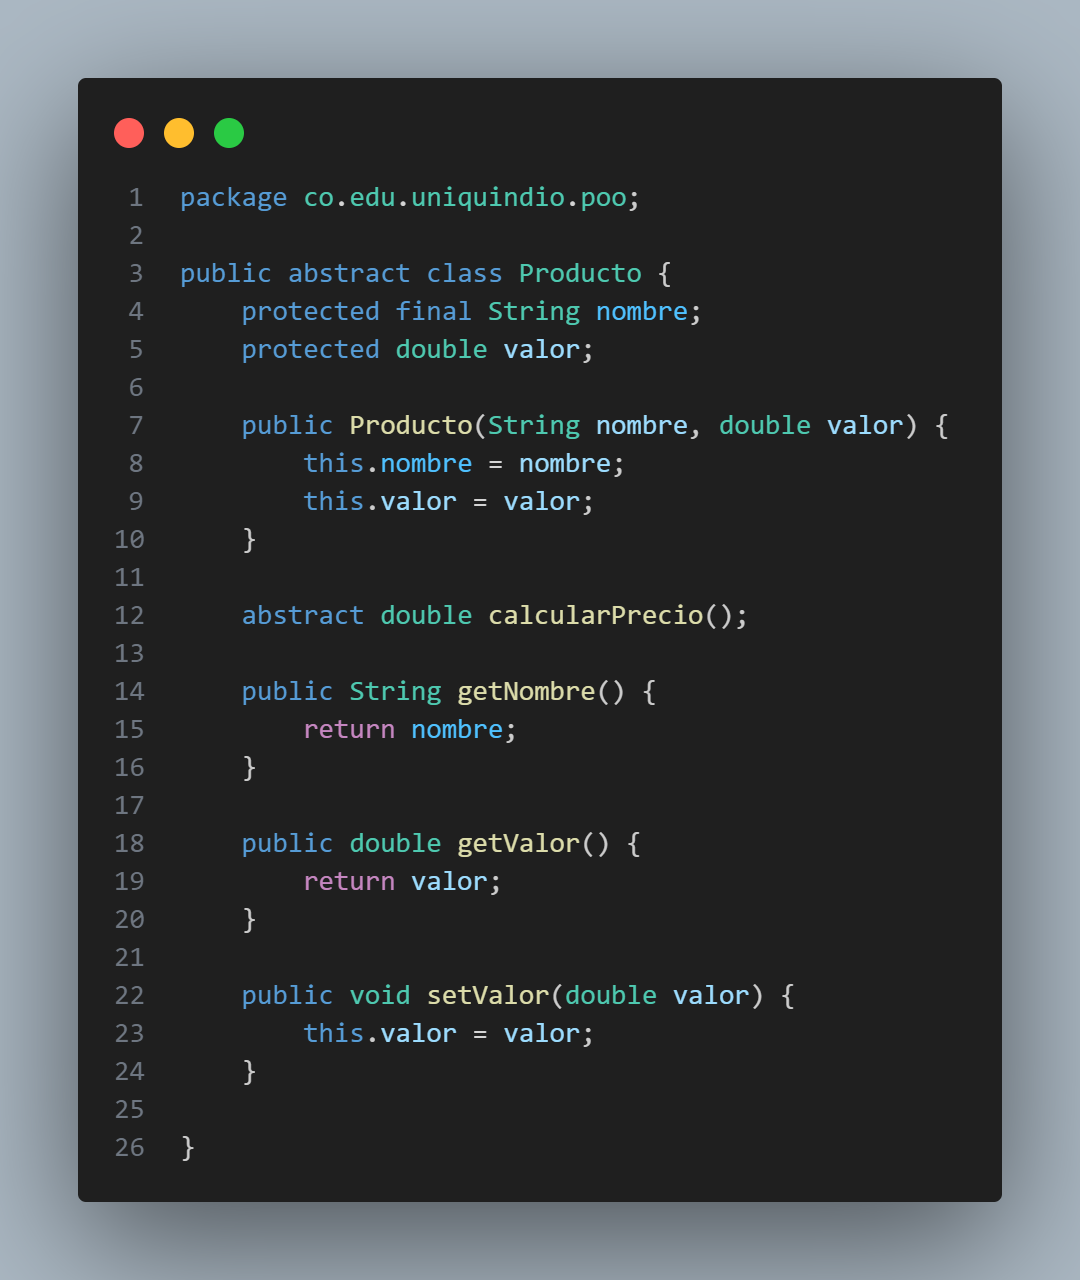 1 package co.edu.uniquindio.poo;
2
3 public abstract class Producto {
4     protected final String nombre;
5     protected double valor;
6
7     public Producto(String nombre, double valor) {
8         this.nombre = nombre;
9         this.valor = valor;
10     }
11
12     abstract double calcularPrecio();
13
14     public String getNombre() {
15         return nombre;
16     }
17
18     public double getValor() {
19         return valor;
20     }
21
22     public void setValor(double valor) {
23         this.valor = valor;
24     }
25
26 }